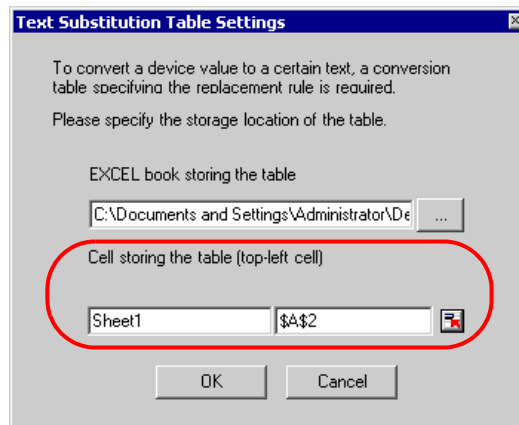 Text Substitution Table Settings
To convert a device value to a certain text, a conversion
table specifying the replacement rule is required.
Please specify the storage location of the table.
EXCEL book storing the table
C:\Documents and Settings\Administrator\De
...
Cell storing the table (top-left cell)
Sheet1 $A$2
OK Cancel